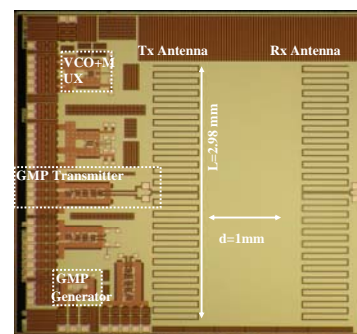 Tx Antenna
Rx Antenna
VCO+M
UX
L=2.98 mm
GMP Transmitter
d=1mm
GMP
Generator